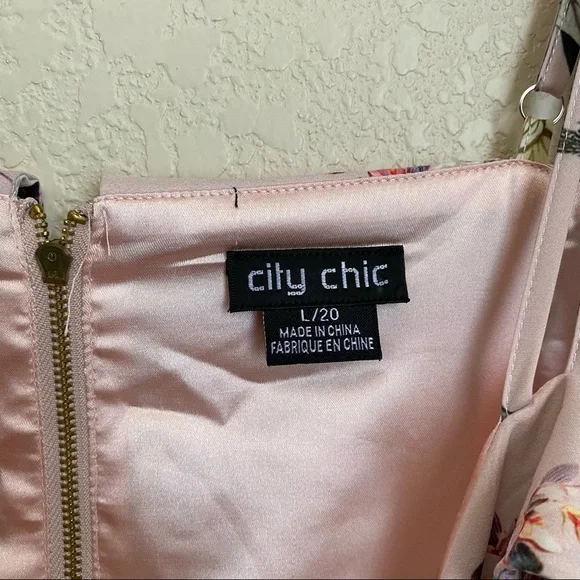 city chic
L/20
MADE IN CHINA
FABRIQUE EN CHINE